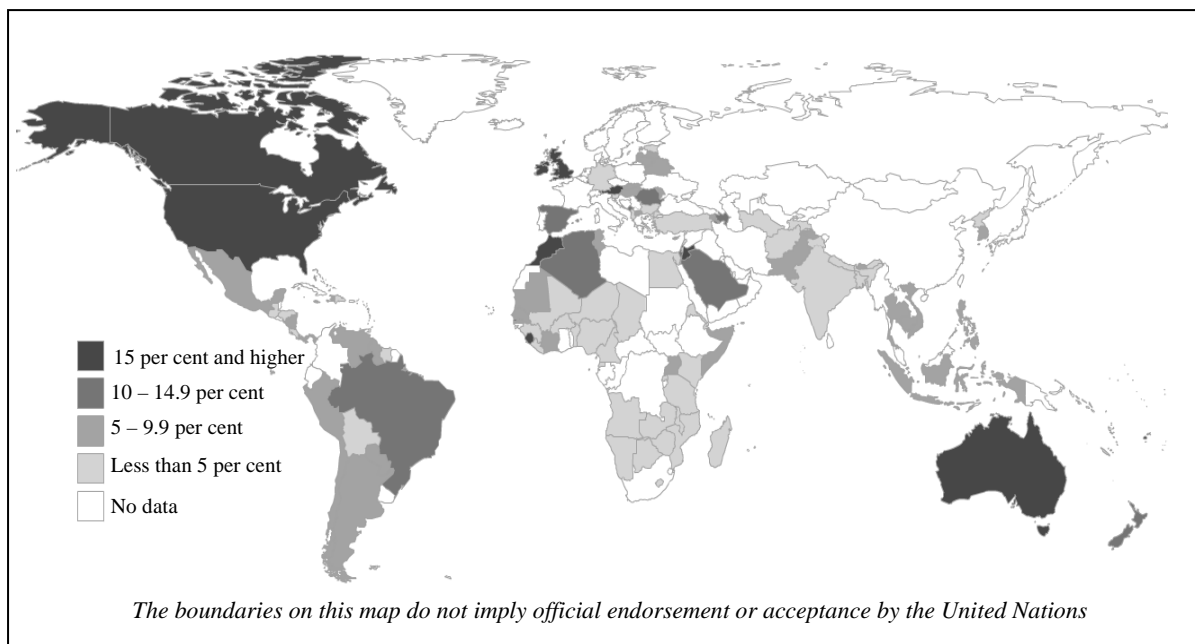 15 per cent and higher
10 – 14.9 per cent
5 – 9.9 per cent
Less than 5 per cent
No data
The boundaries on this map do not imply official endorsement or acceptance by the United Nations